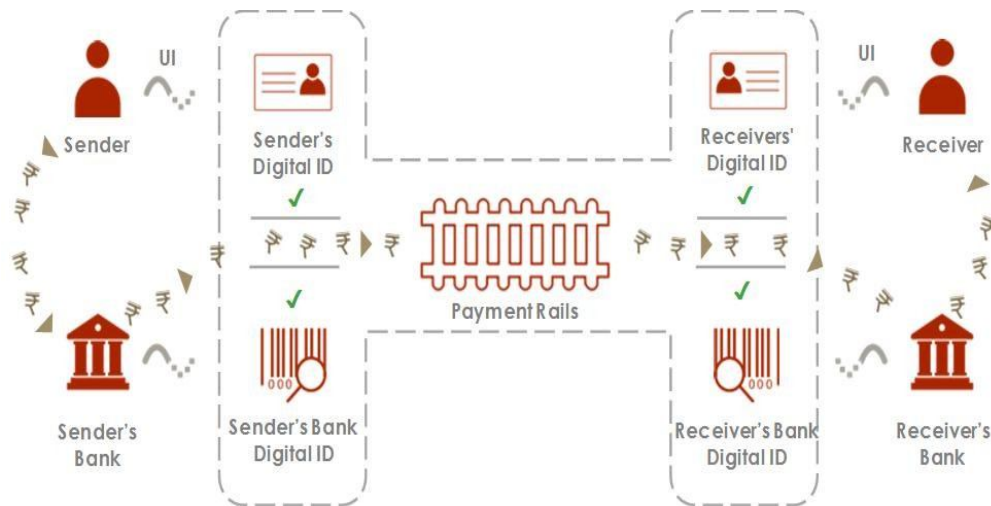 UI
Sender
Sender's
Digital ID
Receivers'
Digital ID
UI
Receiver
₹
₹
₹
₹
₹
₹
₹
₹
₹
₹
₹
₹
Payment Rails
₹
₹
₹
₹
₹
₹
₹
₹
₹
₹
Sender's
Bank
Sender's Bank
Digital ID
Receiver's Bank
Digital ID
Receiver's
Bank